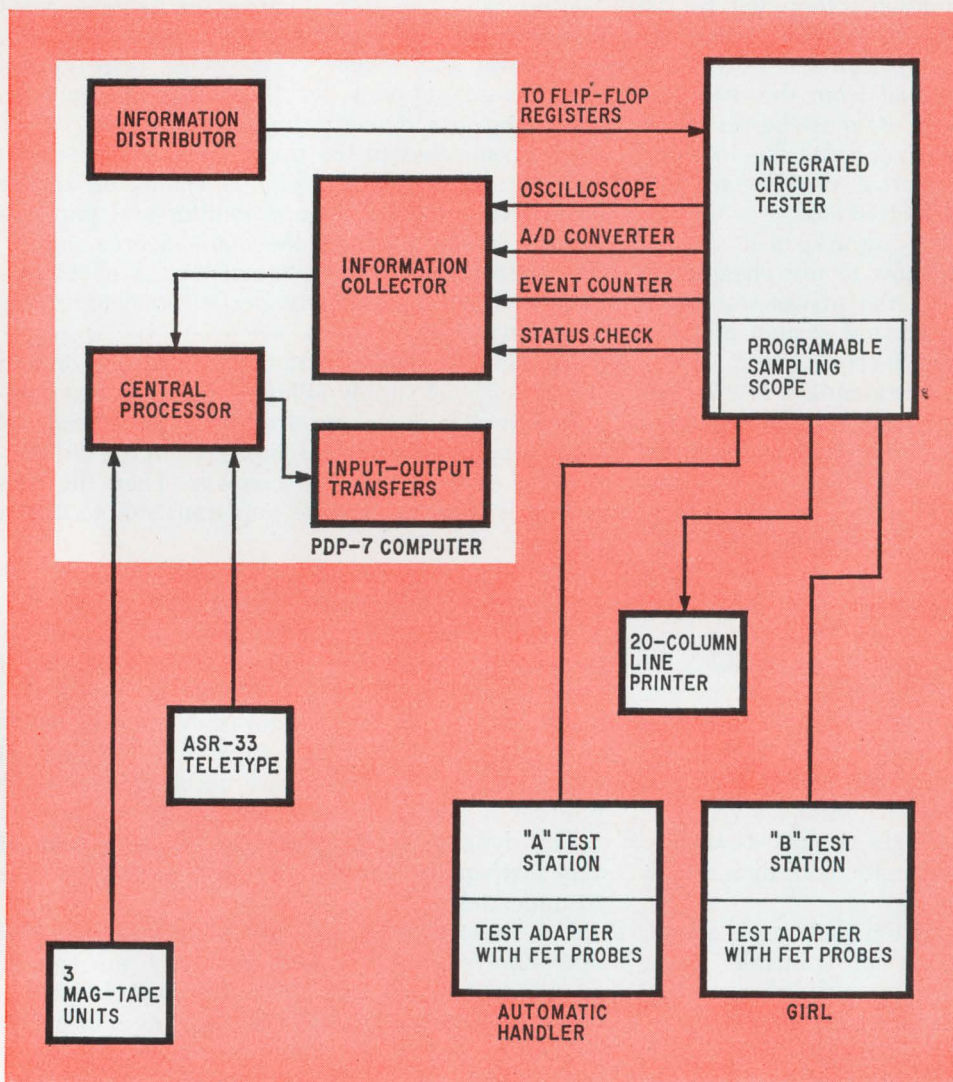 INFORMATION
DISTRIBUTOR
TO FLIP-FLOP
REGISTERS
INTEGRATED
CIRCUIT
TESTER
INFORMATION
COLLECTOR
OSCILLOSCOPE
A/D CONVERTER
EVENT COUNTER
STATUS CHECK
PROGRAMABLE
SAMPLING
SCOPE
CENTRAL
PROCESSOR
INPUT-OUTPUT
TRANSFERS
PDP-7 COMPUTER
20-COLUMN
LINE
PRINTER
ASR-33
TELETYPE
3
MAG-TAPE
UNITS
"A" TEST
STATION
TEST ADAPTER
WITH FET PROBES
AUTOMATIC
HANDLER
"B" TEST
STATION
TEST ADAPTER
WITH FET PROBES
GIRL